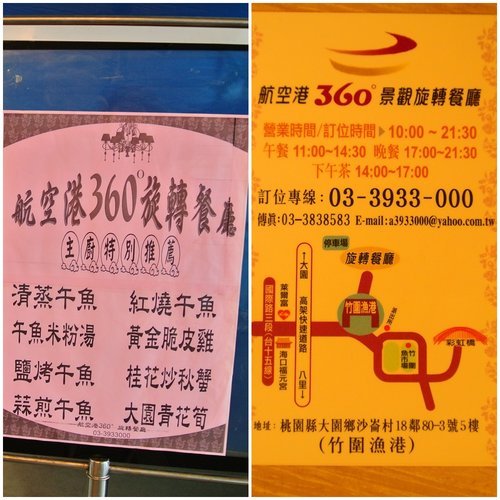 航空港360°旋轉餐廳
主廚特別推薦
清蒸午魚 紅燒午魚
午魚米粉湯 黃金脆皮雞
鹽烤午魚 桂花炒秋蟹
蒜煎午魚 大園青花筍
航空港360° 旋轉餐廳
03-3933000
航空港 360° 景觀旋轉餐廳
營業時間/訂位時間 ▶ 10:00 ~ 21:30
午餐 11:00~14:30 晚餐 17:00~21:30
下午茶 14:00~17:00
訂位專線: 03-3933-000
傳真: 03-3838583 E-mail:a3933000@yahoo.com.tw
停車場
旋轉餐廳
←大園 高架快速道路 八里→
國際路三段(台十五線)
萊爾富
海口福元宮
竹圍漁港
竹圍魚市場
彩虹橋
地址: 桃園縣大園鄉沙崙村18鄰80-3號5樓
(竹圍漁港)